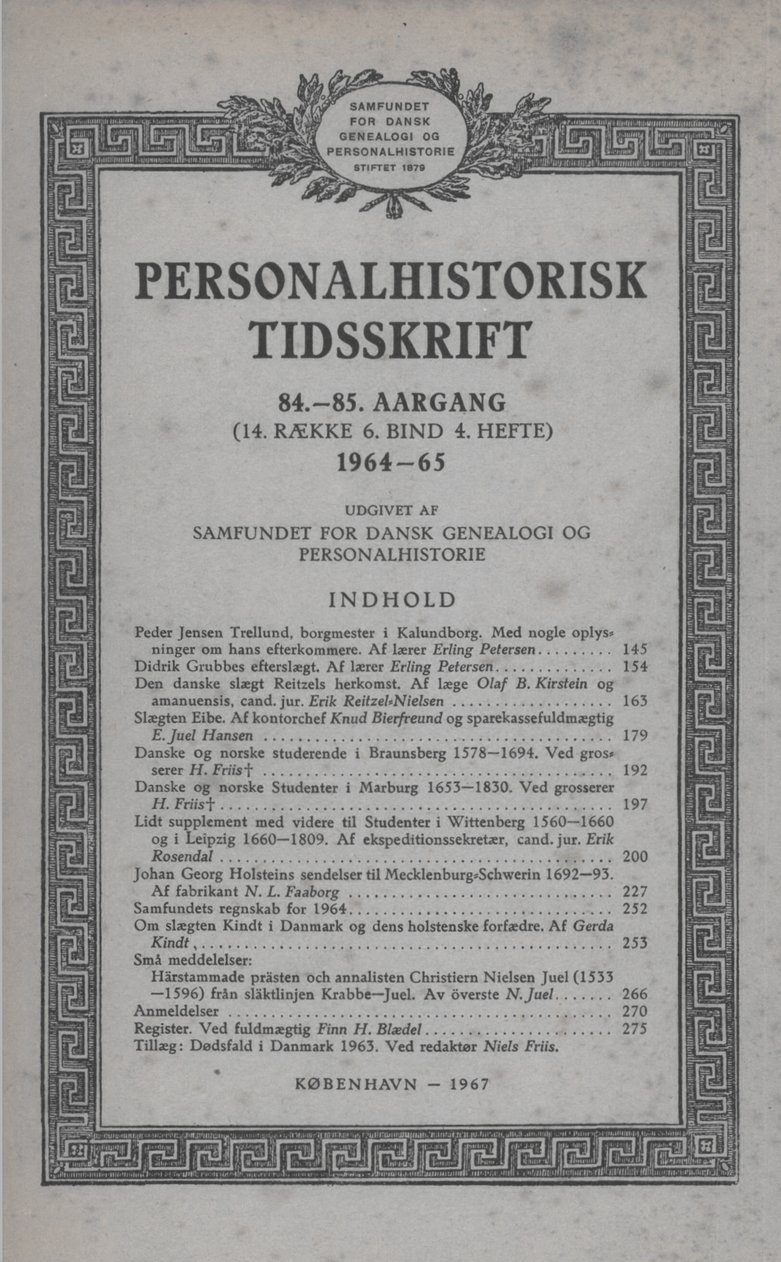 SAMFUNDET
FOR DANSK
GENEALOGI OG
PERSONALHISTORIE
STIFTET 1879
PERSONALHISTORISK
TIDSSKRIFT
84.—85. AARGANG
(14. RÆKKE 6. BIND 4. HEFTE)
1964—65
UDGIVET AF
SAMFUNDET FOR DANSK GENEALOGI OG
PERSONALHISTORIE
INDHOLD
Peder Jensen Trellund, borgmester i Kalundborg. Med nogle oplys-
ninger om hans efterkommere. Af lærer Erling Petersen......... 145
Didrik Grubbes efterslægt. Af lærer Erling Petersen.............. 154
Den danske slægt Reitzels herkomst. Af læge Olaf B. Kirstein og
amanuensis, cand. jur. Erik Reitzel-Nielsen ................... 163
Slægten Eibe. Af kontorchef Knud Bierfreund og sparekassefuldmægtig
E. Juel Hansen ........................................ 179
Danske og norske studerende i Braunsberg 1578—1694. Ved gros-
serer H. Friis† ........................................ 192
Danske og norske Studenter i Marburg 1653—1830. Ved grosserer
H. Friis† ............................................. 197
Lidt supplement med videre til Studenter i Wittenberg 1560—1660
og i Leipzig 1660—1809. Af ekspeditionssekretær, cand. jur. Erik
Rosendal ............................................. 200
Johan Georg Holsteins sendelser til Mecklenburg-Schwerin 1692—93.
Af fabrikant N. L. Faaborg .............................. 227
Samfundets regnskab for 1964.............................. 252
Om slægten Kindt i Danmark og dens holstenske forfædre. Af Gerda
Kindt ................................................ 253
Små meddelelser:
Härstammade prästen och annalisten Christiern Nielsen Juel (1533
—1596) från släktlinjen Krabbe—Juel. Av överste N. Juel....... 266
Anmeldelser ............................................ 270
Register. Ved fuldmægtig Finn H. Blædel...................... 275
Tillæg: Dødsfald i Danmark 1963. Ved redaktør Niels Friis.
KØBENHAVN — 1967